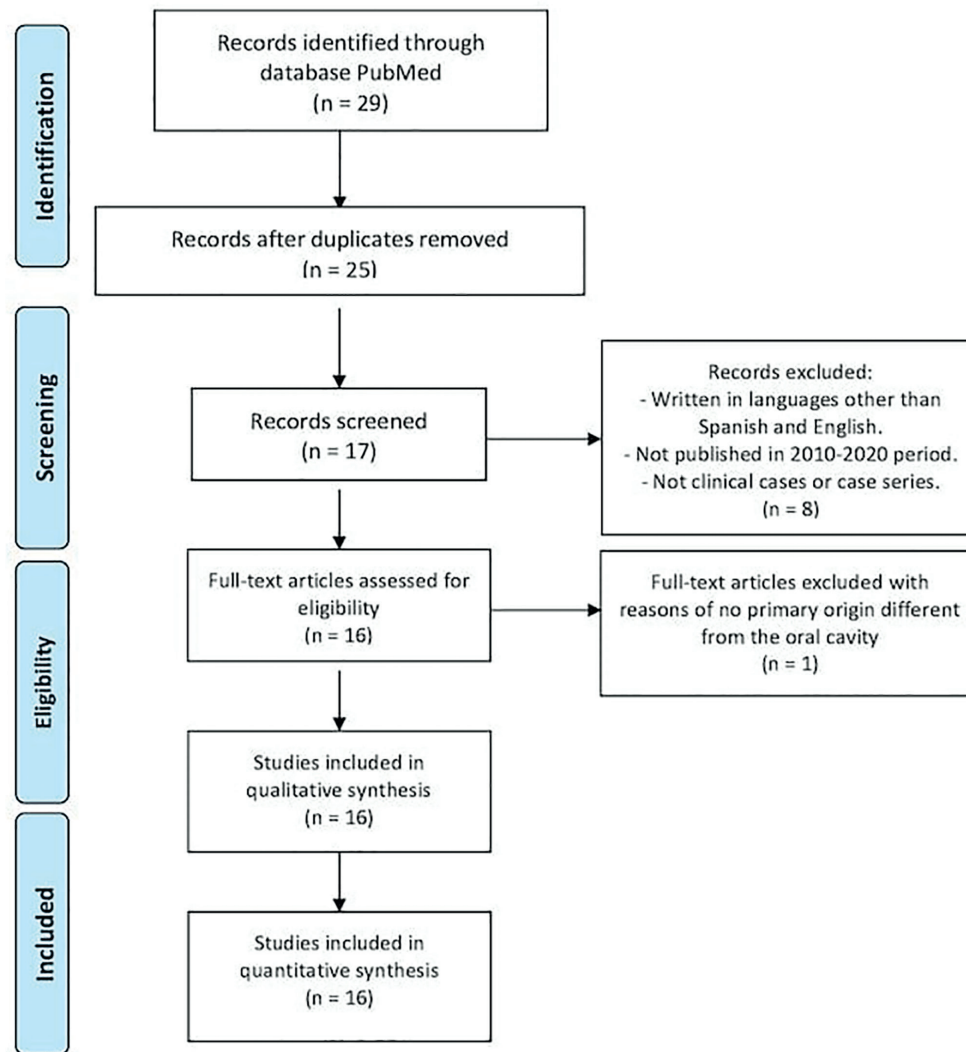 Identification
Records identified through
database PubMed
(n = 29)
Records after duplicates removed
(n = 25)
Screening
Records screened
(n = 17)
Records excluded:
- Written in languages other than
Spanish and English.
- Not published in 2010-2020 period.
- Not clinical cases or case series.
(n = 8)
Eligibility
Full-text articles assessed for
eligibility
(n = 16)
Full-text articles excluded with
reasons of no primary origin different
from the oral cavity
(n = 1)
Studies included in
qualitative synthesis
(n = 16)
Included
Studies included in
quantitative synthesis
(n = 16)